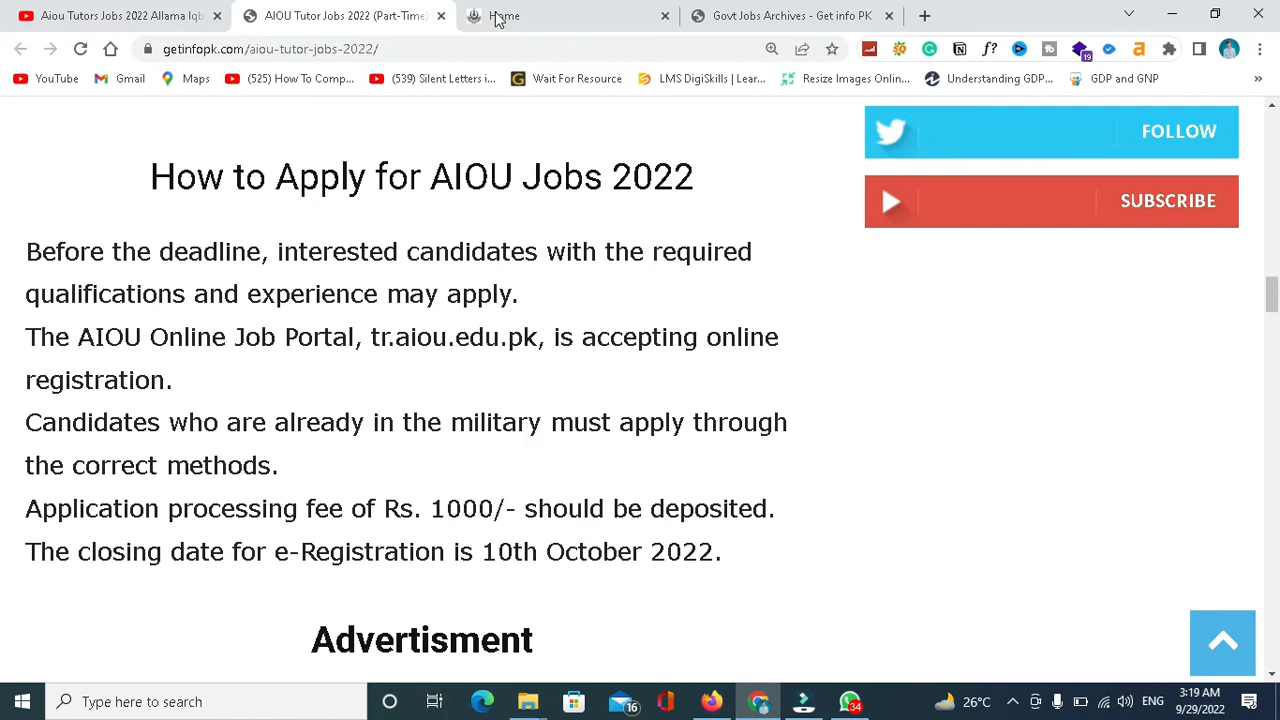 Aiou Tutors Jobs 2022 Allama Iqb
AIOU Tutor Jobs 2022 (Part-Time)
Home
Govt Jobs Archives - Get info PK
getinfopk.com/aiou-tutor-jobs-2022/
19
YouTube
Gmail
Maps
(525) How To Comp...
(539) Silent Letters i...
Wait For Resource
LMS DigiSkills | Lear...
Resize Images Onlin...
Understanding GDP...
GDP and GNP
FOLLOW
SUBSCRIBE
How to Apply for AIOU Jobs 2022
Before the deadline, interested candidates with the required
qualifications and experience may apply.
The AIOU Online Job Portal, tr.aiou.edu.pk, is accepting online
registration.
Candidates who are already in the military must apply through
the correct methods.
Application processing fee of Rs. 1000/- should be deposited.
The closing date for e-Registration is 10th October 2022.
Advertisment
Type here to search
16
34
26°C
ENG
3:19 AM
9/29/2022